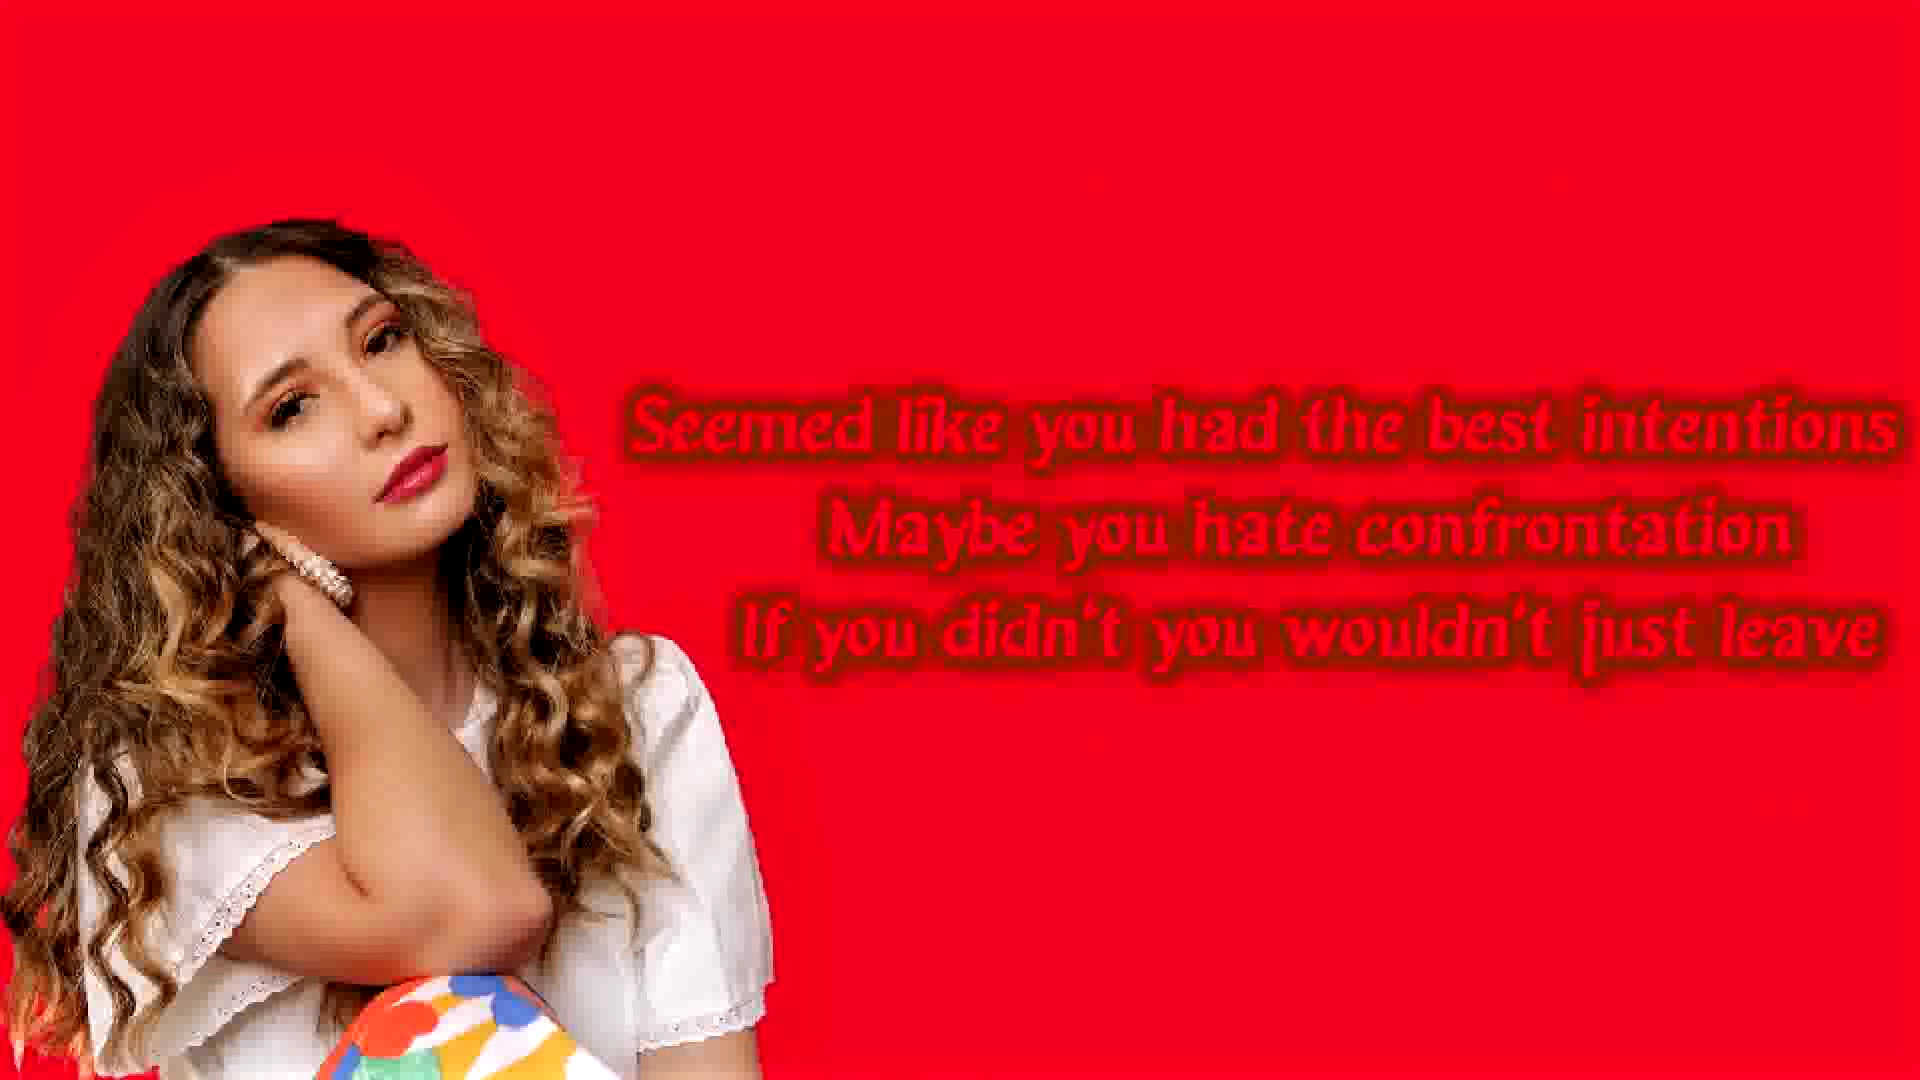 Seemed like you had the best intentions
Maybe you hate confrontation
If you didn't you wouldn't just leave